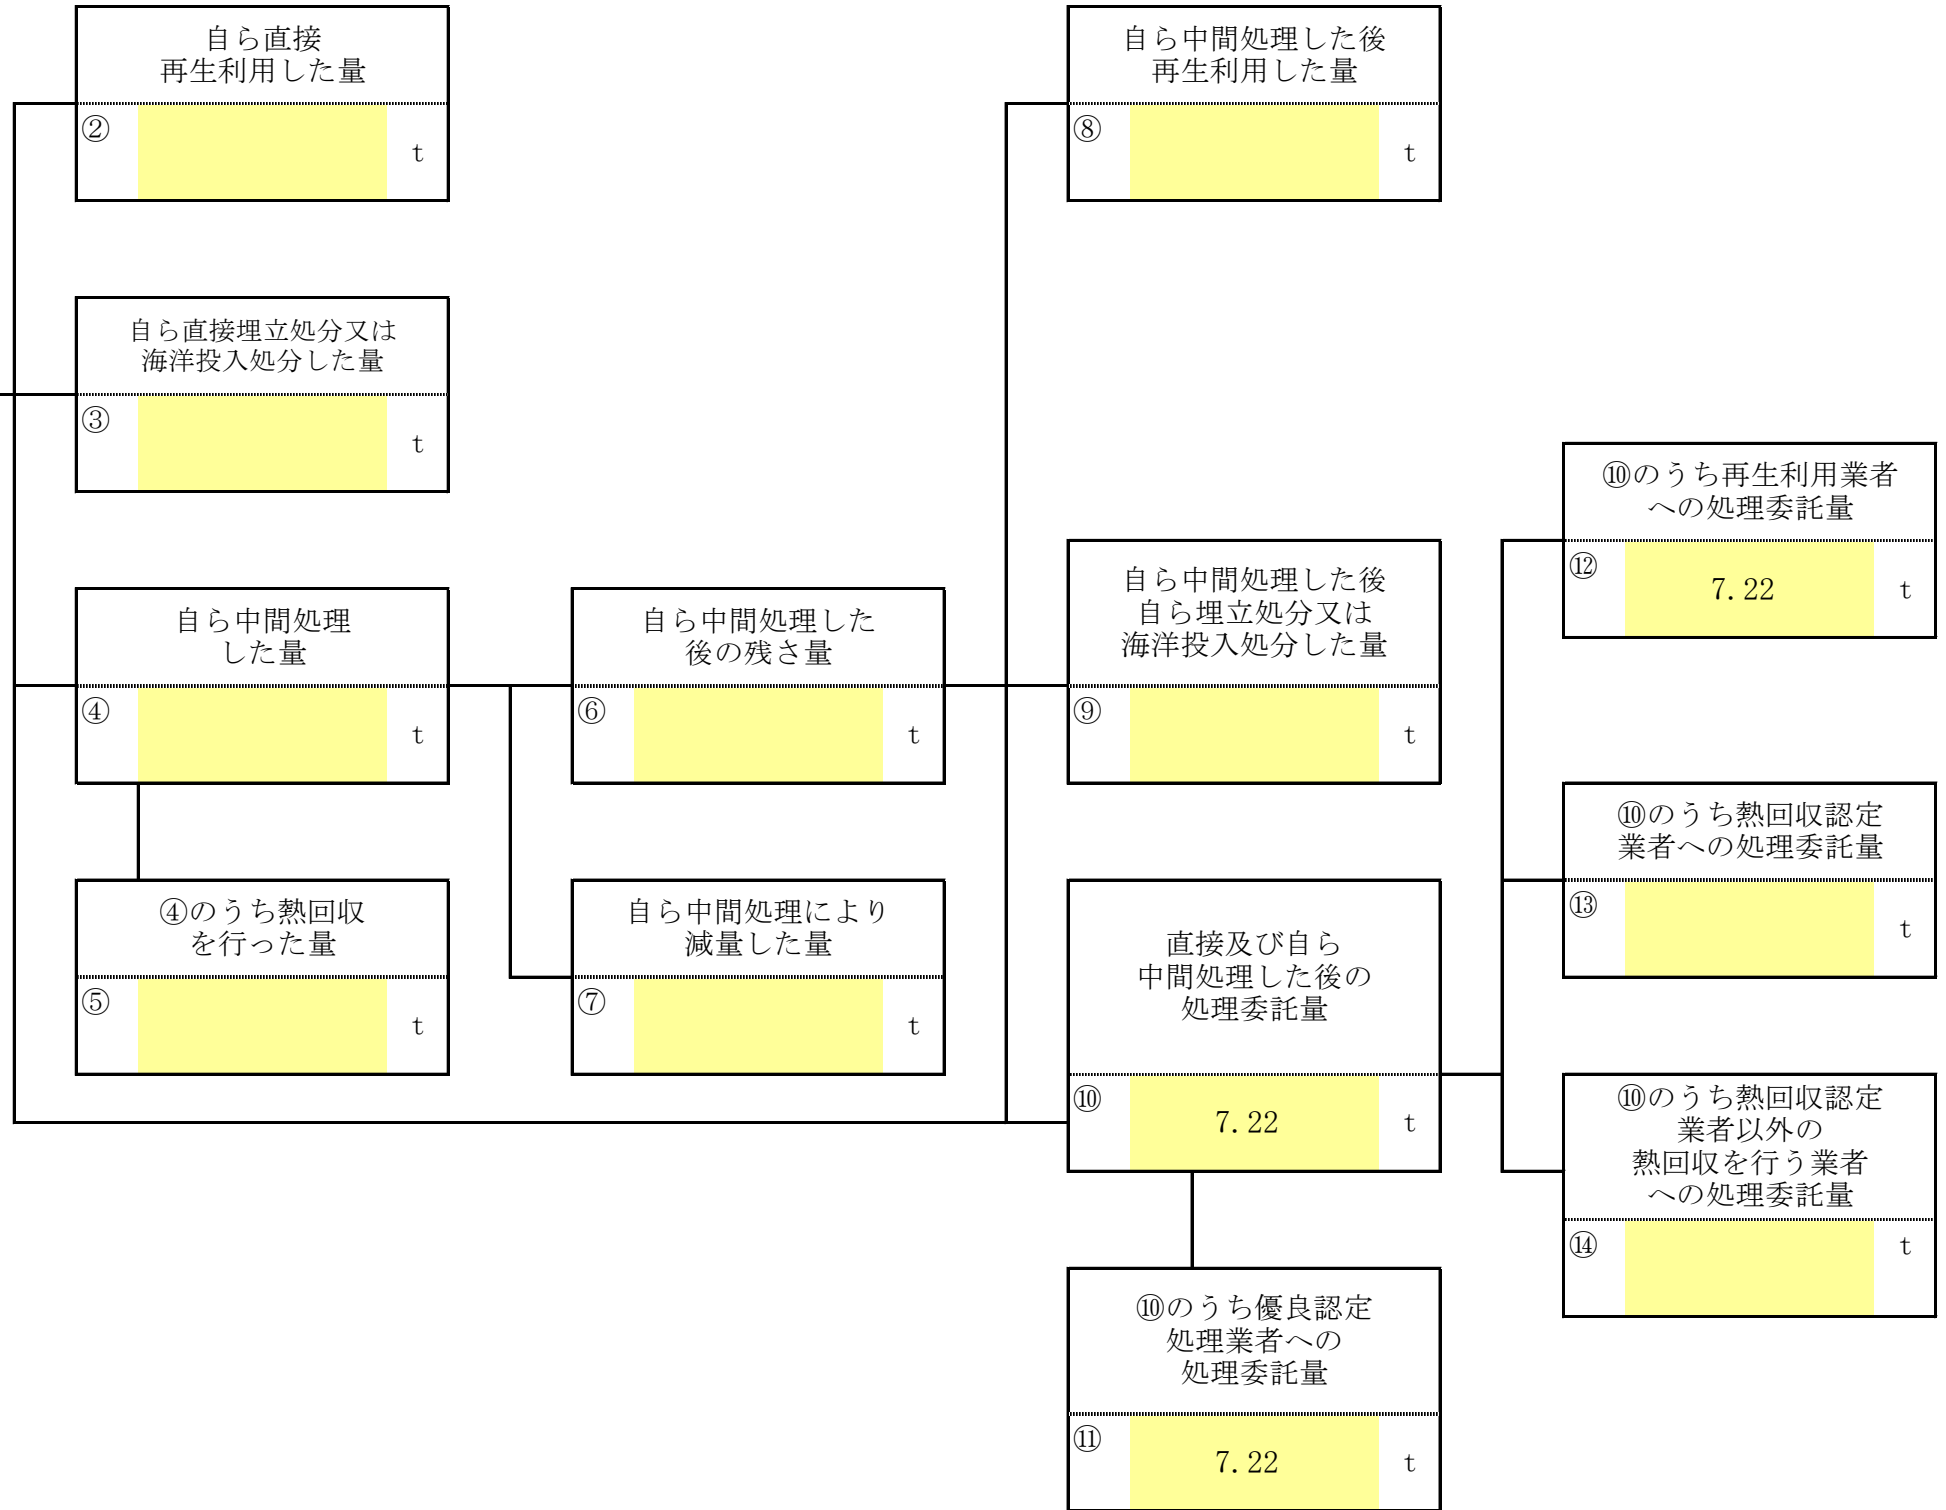 自ら直接
再生利用した量
②
t
自ら中間処理した後
再生利用した量
⑧
t
自ら直接埋立処分又は
海洋投入処分した量
③
t
⑩のうち再生利用業者
への処理委託量
⑫
7.22
t
自ら中間処理
した量
④
t
自ら中間処理した
後の残さ量
⑥
t
自ら中間処理した後
自ら埋立処分又は
海洋投入処分した量
⑨
t
⑩のうち熱回収認定
業者への処理委託量
⑬
t
④のうち熱回収
を行った量
⑤
t
自ら中間処理により
減量した量
⑦
t
直接及び自ら
中間処理した後の
処理委託量
⑩
7.22
t
⑩のうち熱回収認定
業者以外の
熱回収を行う業者
への処理委託量
⑭
t
⑩のうち優良認定
処理業者への
処理委託量
⑪
7.22
t